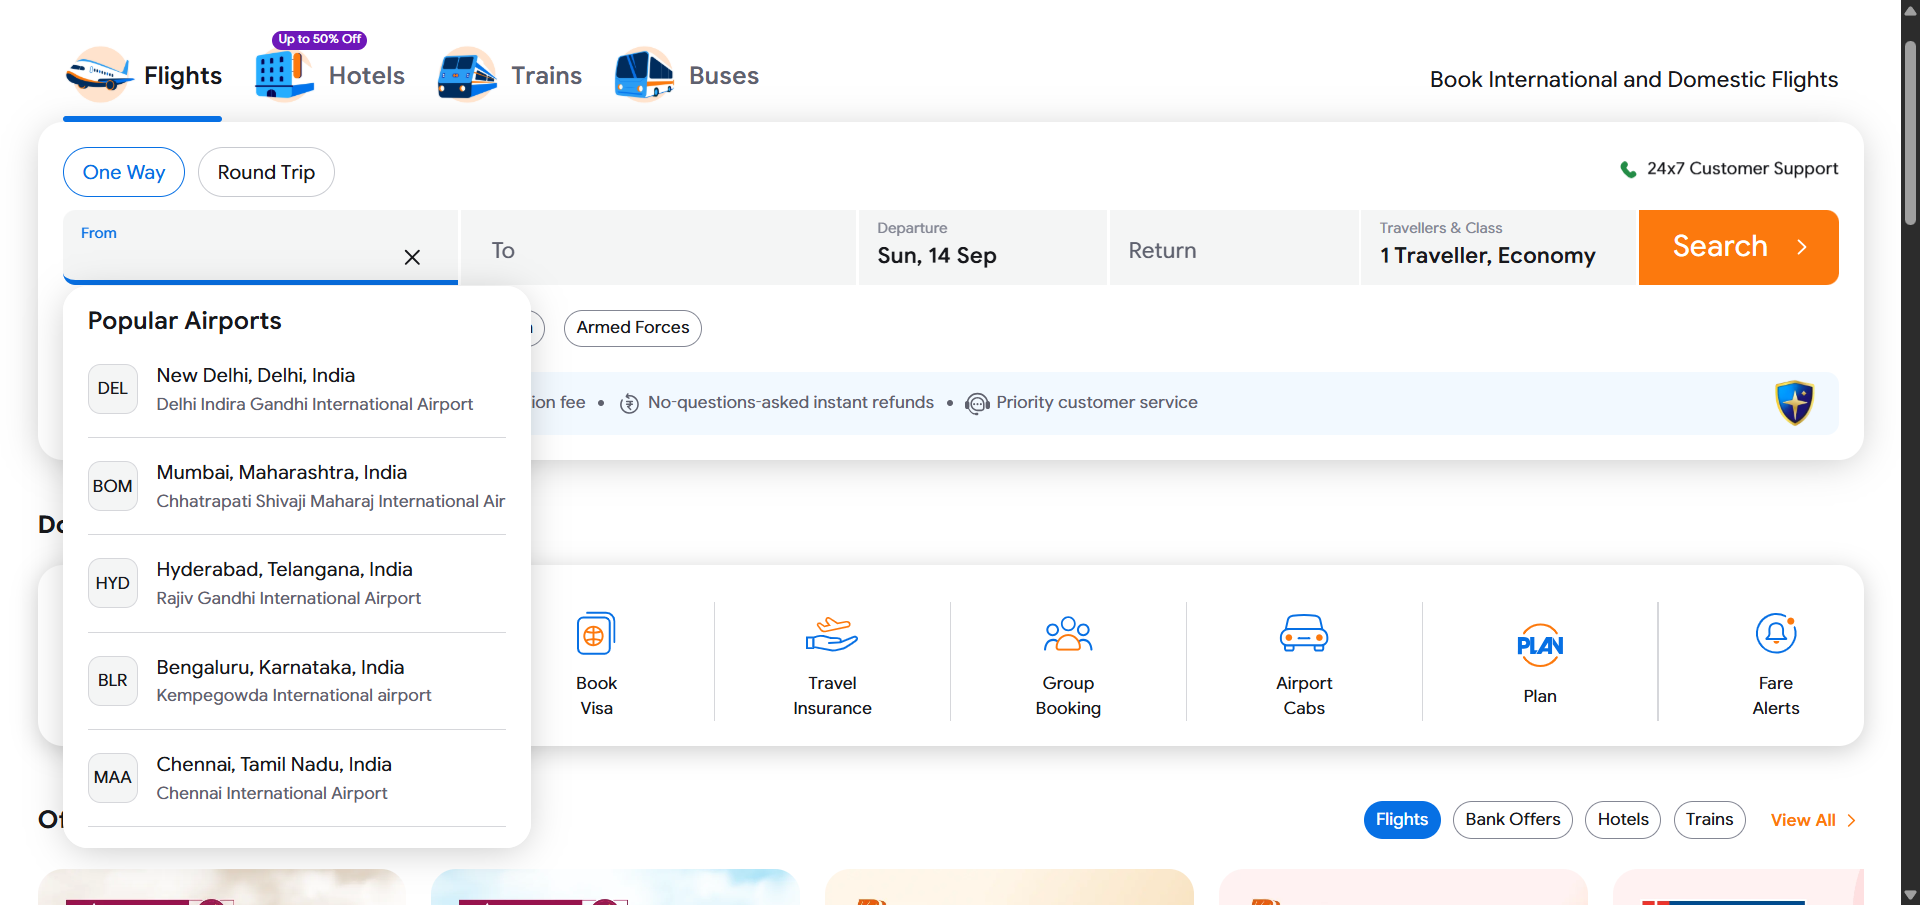 Up to 50% Off
Flights
Hotels
Trains
Buses
Book International and Domestic Flights
One Way
Round Trip
24x7 Customer Support
From
To
Departure
Sun, 14 Sep
Return
Travellers & Class
1 Traveller, Economy
Search
Armed Forces
Popular Airports
DEL
New Delhi, Delhi, India
Delhi Indira Gandhi International Airport
ion fee • No-questions-asked instant refunds • Priority customer service
BOM
Mumbai, Maharashtra, India
Chhatrapati Shivaji Maharaj International Air
HYD
Hyderabad, Telangana, India
Rajiv Gandhi International Airport
BLR
Bengaluru, Karnataka, India
Kempegowda International airport
MAA
Chennai, Tamil Nadu, India
Chennai International Airport
Book
Visa
Travel
Insurance
Group
Booking
Airport
Cabs
PLAN
Plan
Fare
Alerts
Flights
Bank Offers
Hotels
Trains
View All